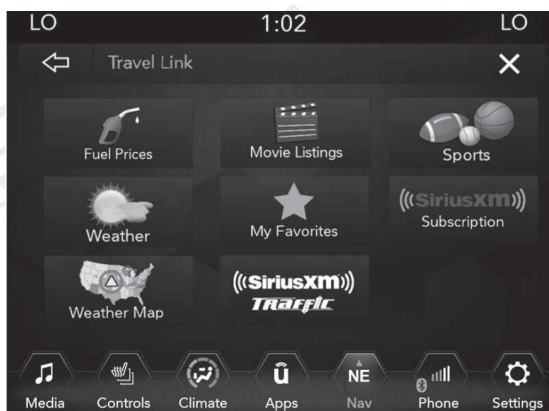 LO 1:02 LO
Travel Link
Fuel Prices Movie Listings Sports
Weather My Favorites ((SiriusXM)) Subscription
Weather Map ((SiriusXM)) TRAFFIC
NE
Media Controls Climate Apps Nav Phone Settings